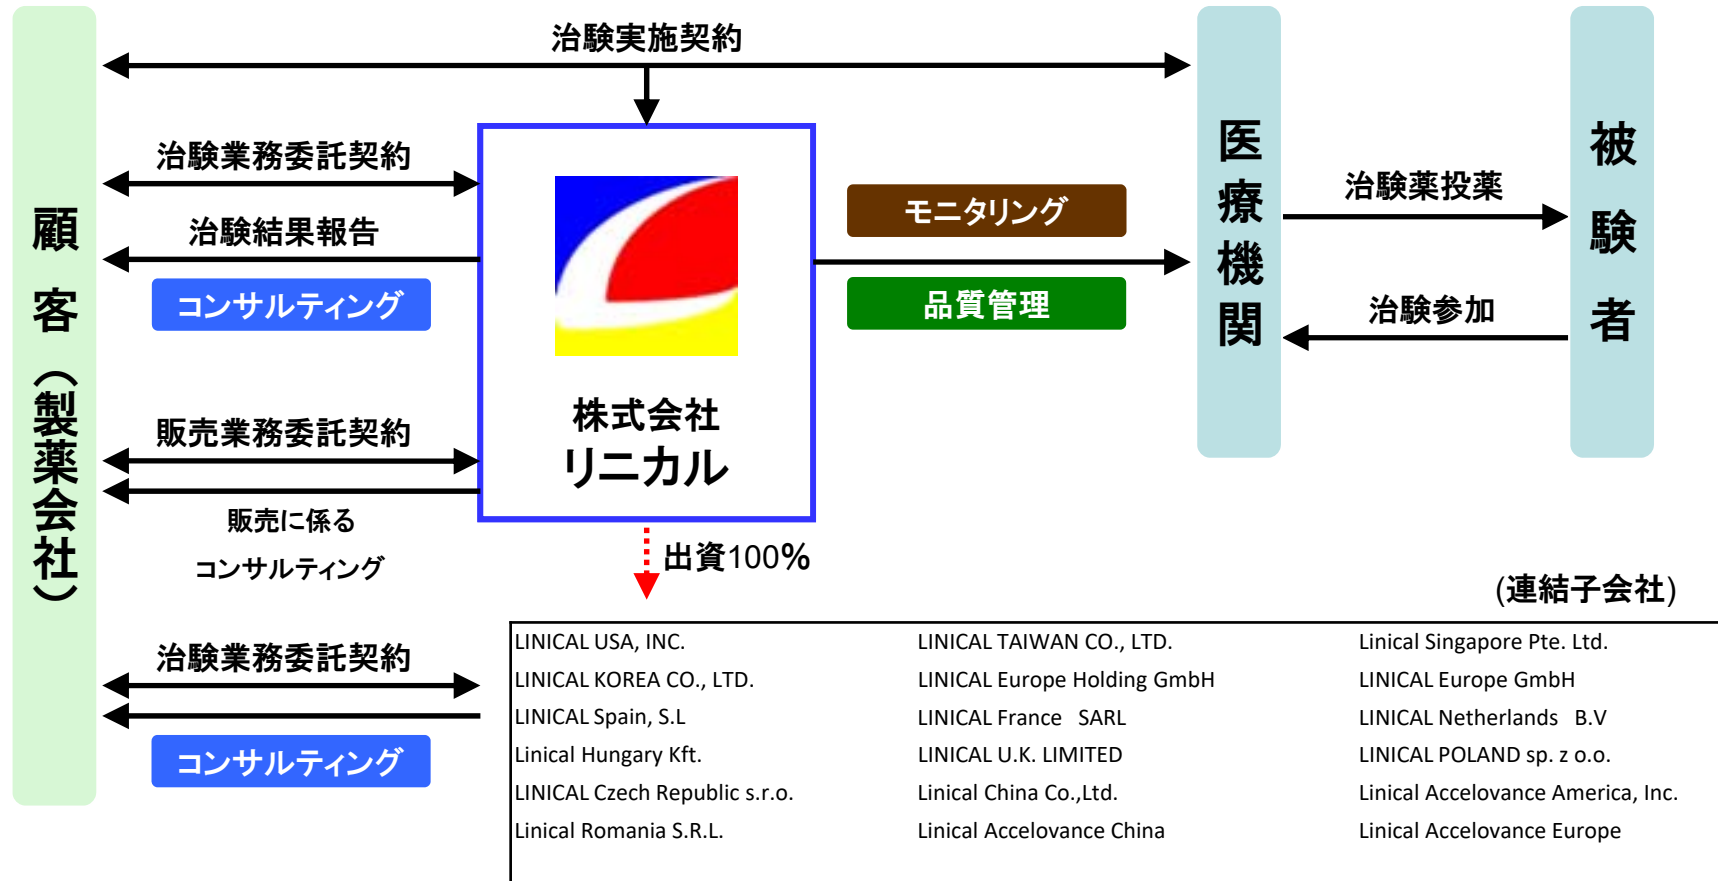 治験実施契約
顧客（製薬会社）
治験業務委託契約
治験結果報告
コンサルティング
販売業務委託契約
販売に係る
コンサルティング
治験業務委託契約
コンサルティング
株式会社
リニカル
モニタリング
品質管理
医療機関
治験薬投薬
治験参加
被験者
出資100%
(連結子会社)
LINICAL USA, INC. LINICAL TAIWAN CO., LTD. Linical Singapore Pte. Ltd.
LINICAL KOREA CO., LTD. LINICAL Europe Holding GmbH LINICAL Europe GmbH
LINICAL Spain, S.L LINICAL France SARL LINICAL Netherlands B.V
Linical Hungary Kft. LINICAL U.K. LIMITED LINICAL POLAND sp. z o.o.
LINICAL Czech Republic s.r.o. Linical China Co.,Ltd. Linical Accelovance America, Inc.
Linical Romania S.R.L. Linical Accelovance China Linical Accelovance Europe